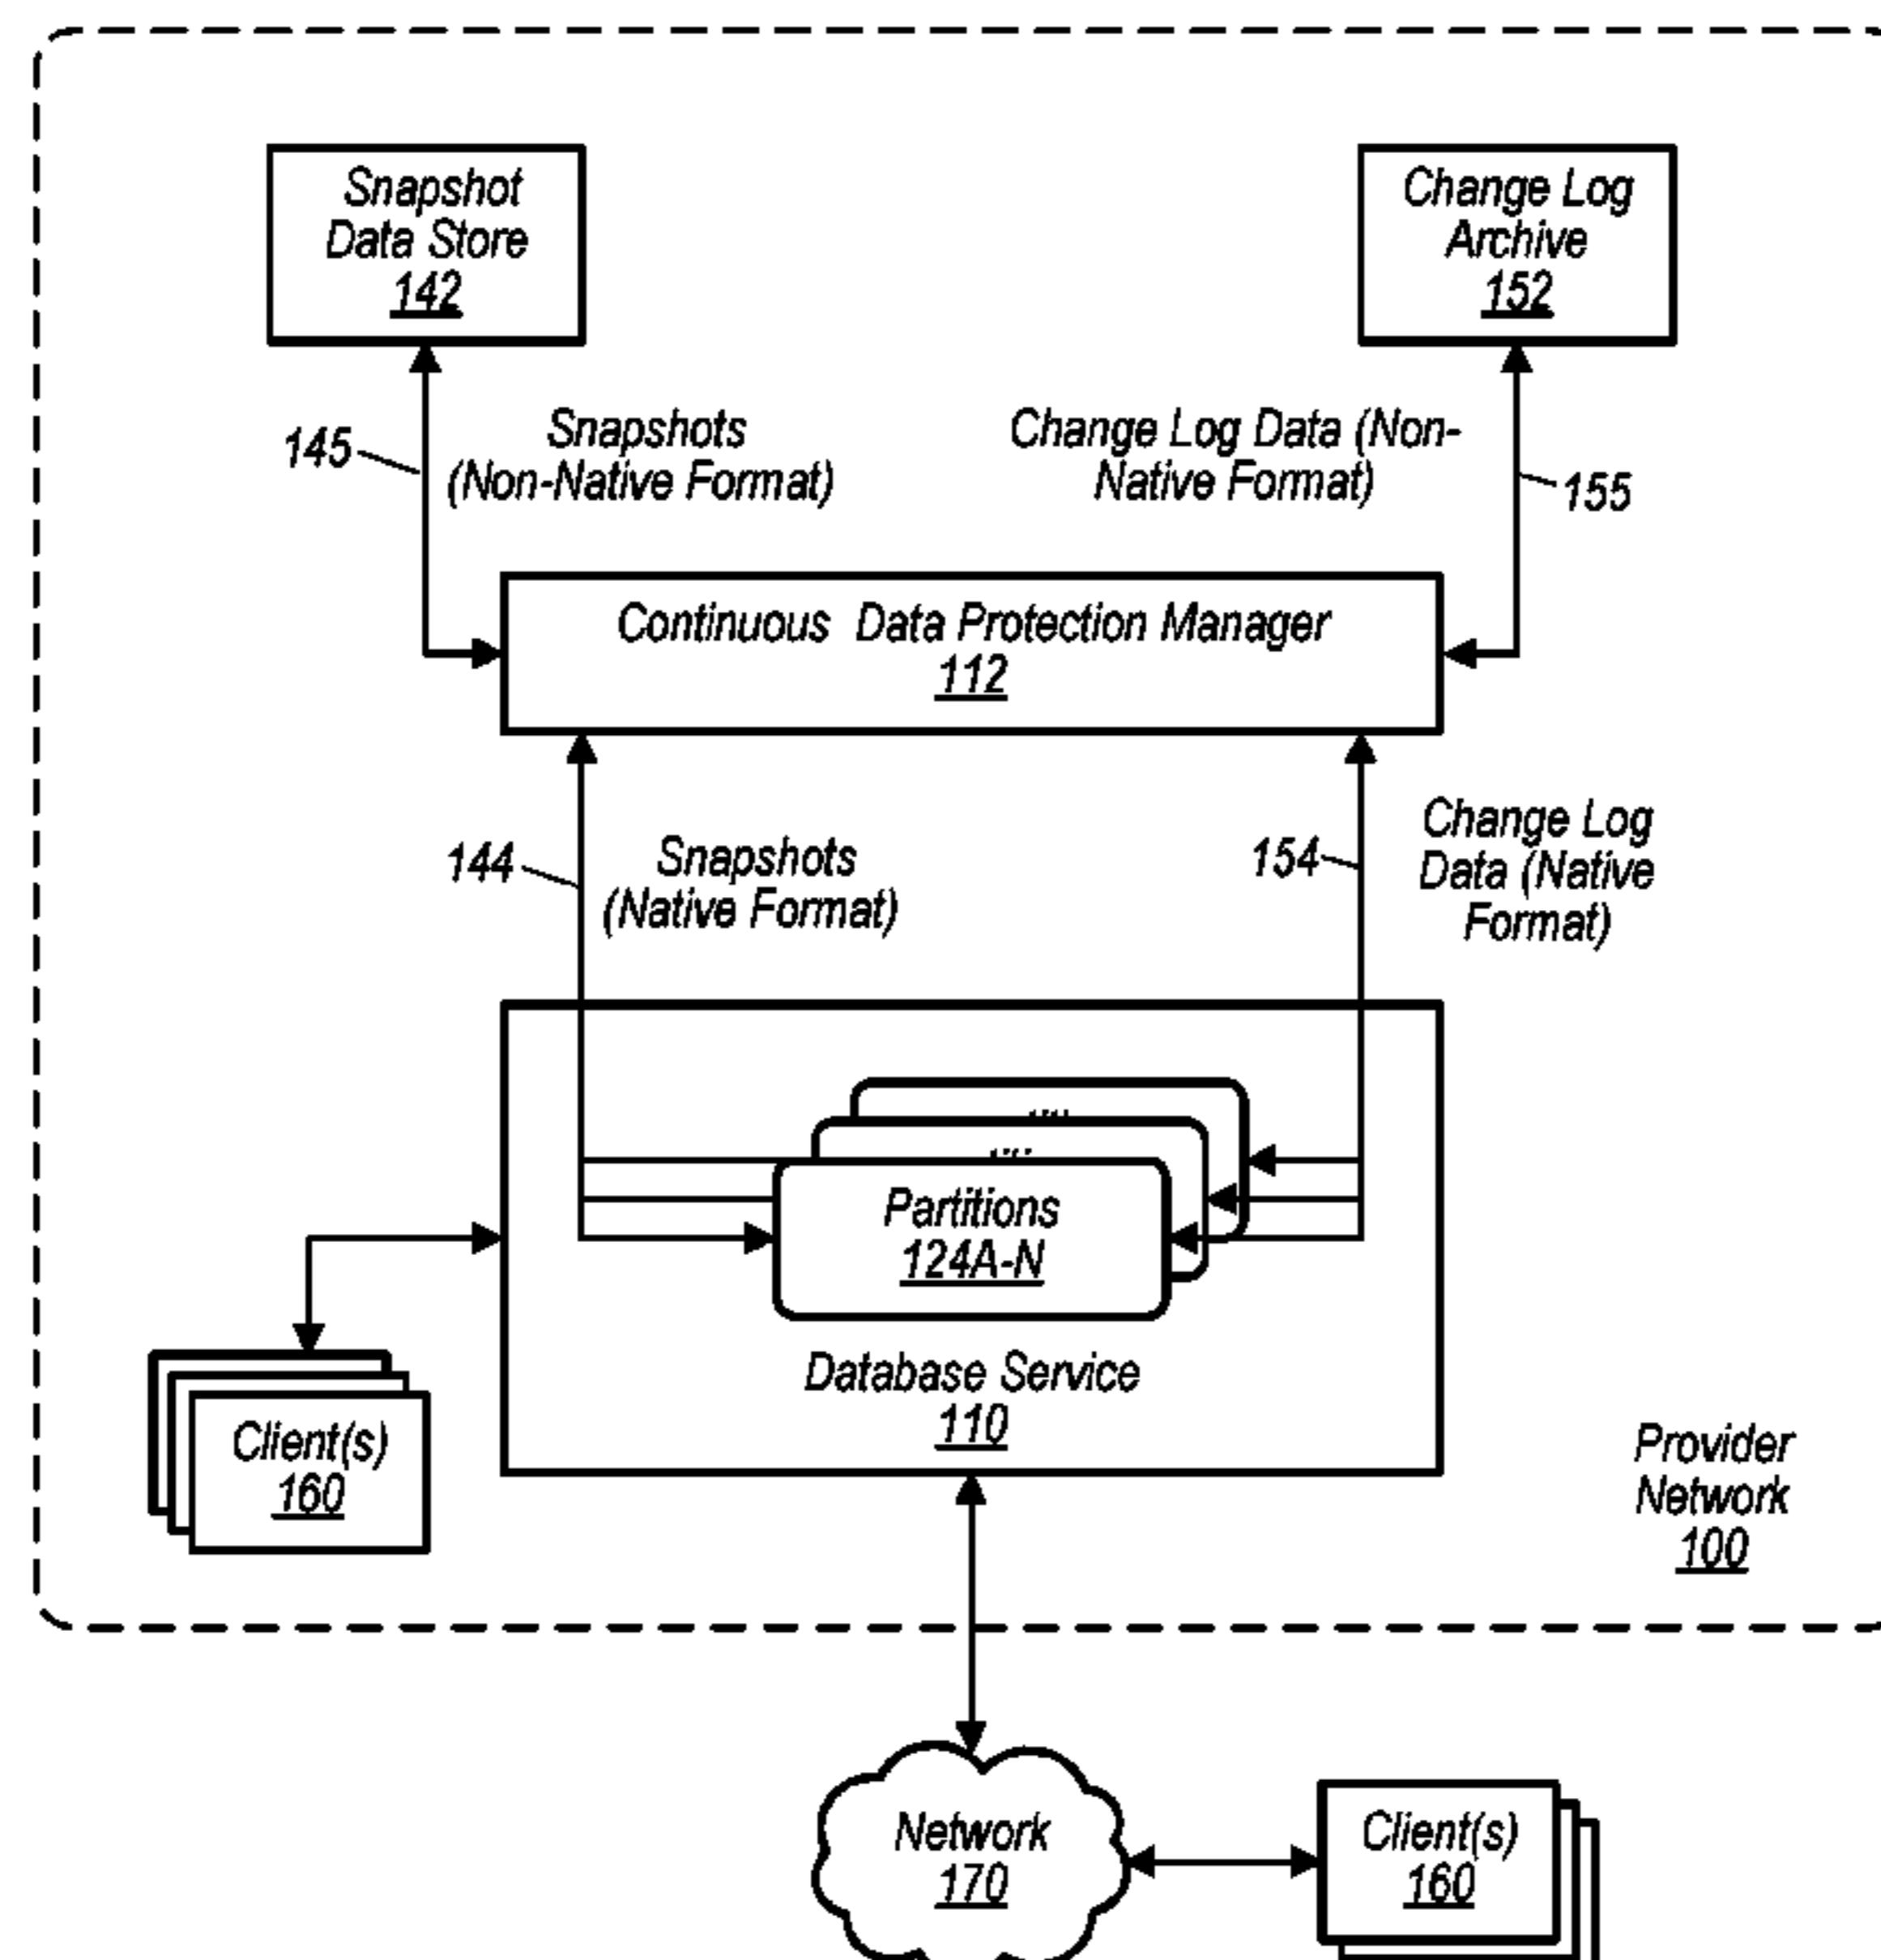 Snapshot
Data Store
142
Change Log
Archive
152
145
Snapshots
(Non-Native Format)
Change Log Data (Non-
Native Format)
155
Continuous Data Protection Manager
112
144
Snapshots
(Native Format)
154
Change Log
Data (Native
Format)
Partitions
124A-N
Database Service
110
Client(s)
160
Provider
Network
100
Network
170
Client(s)
160